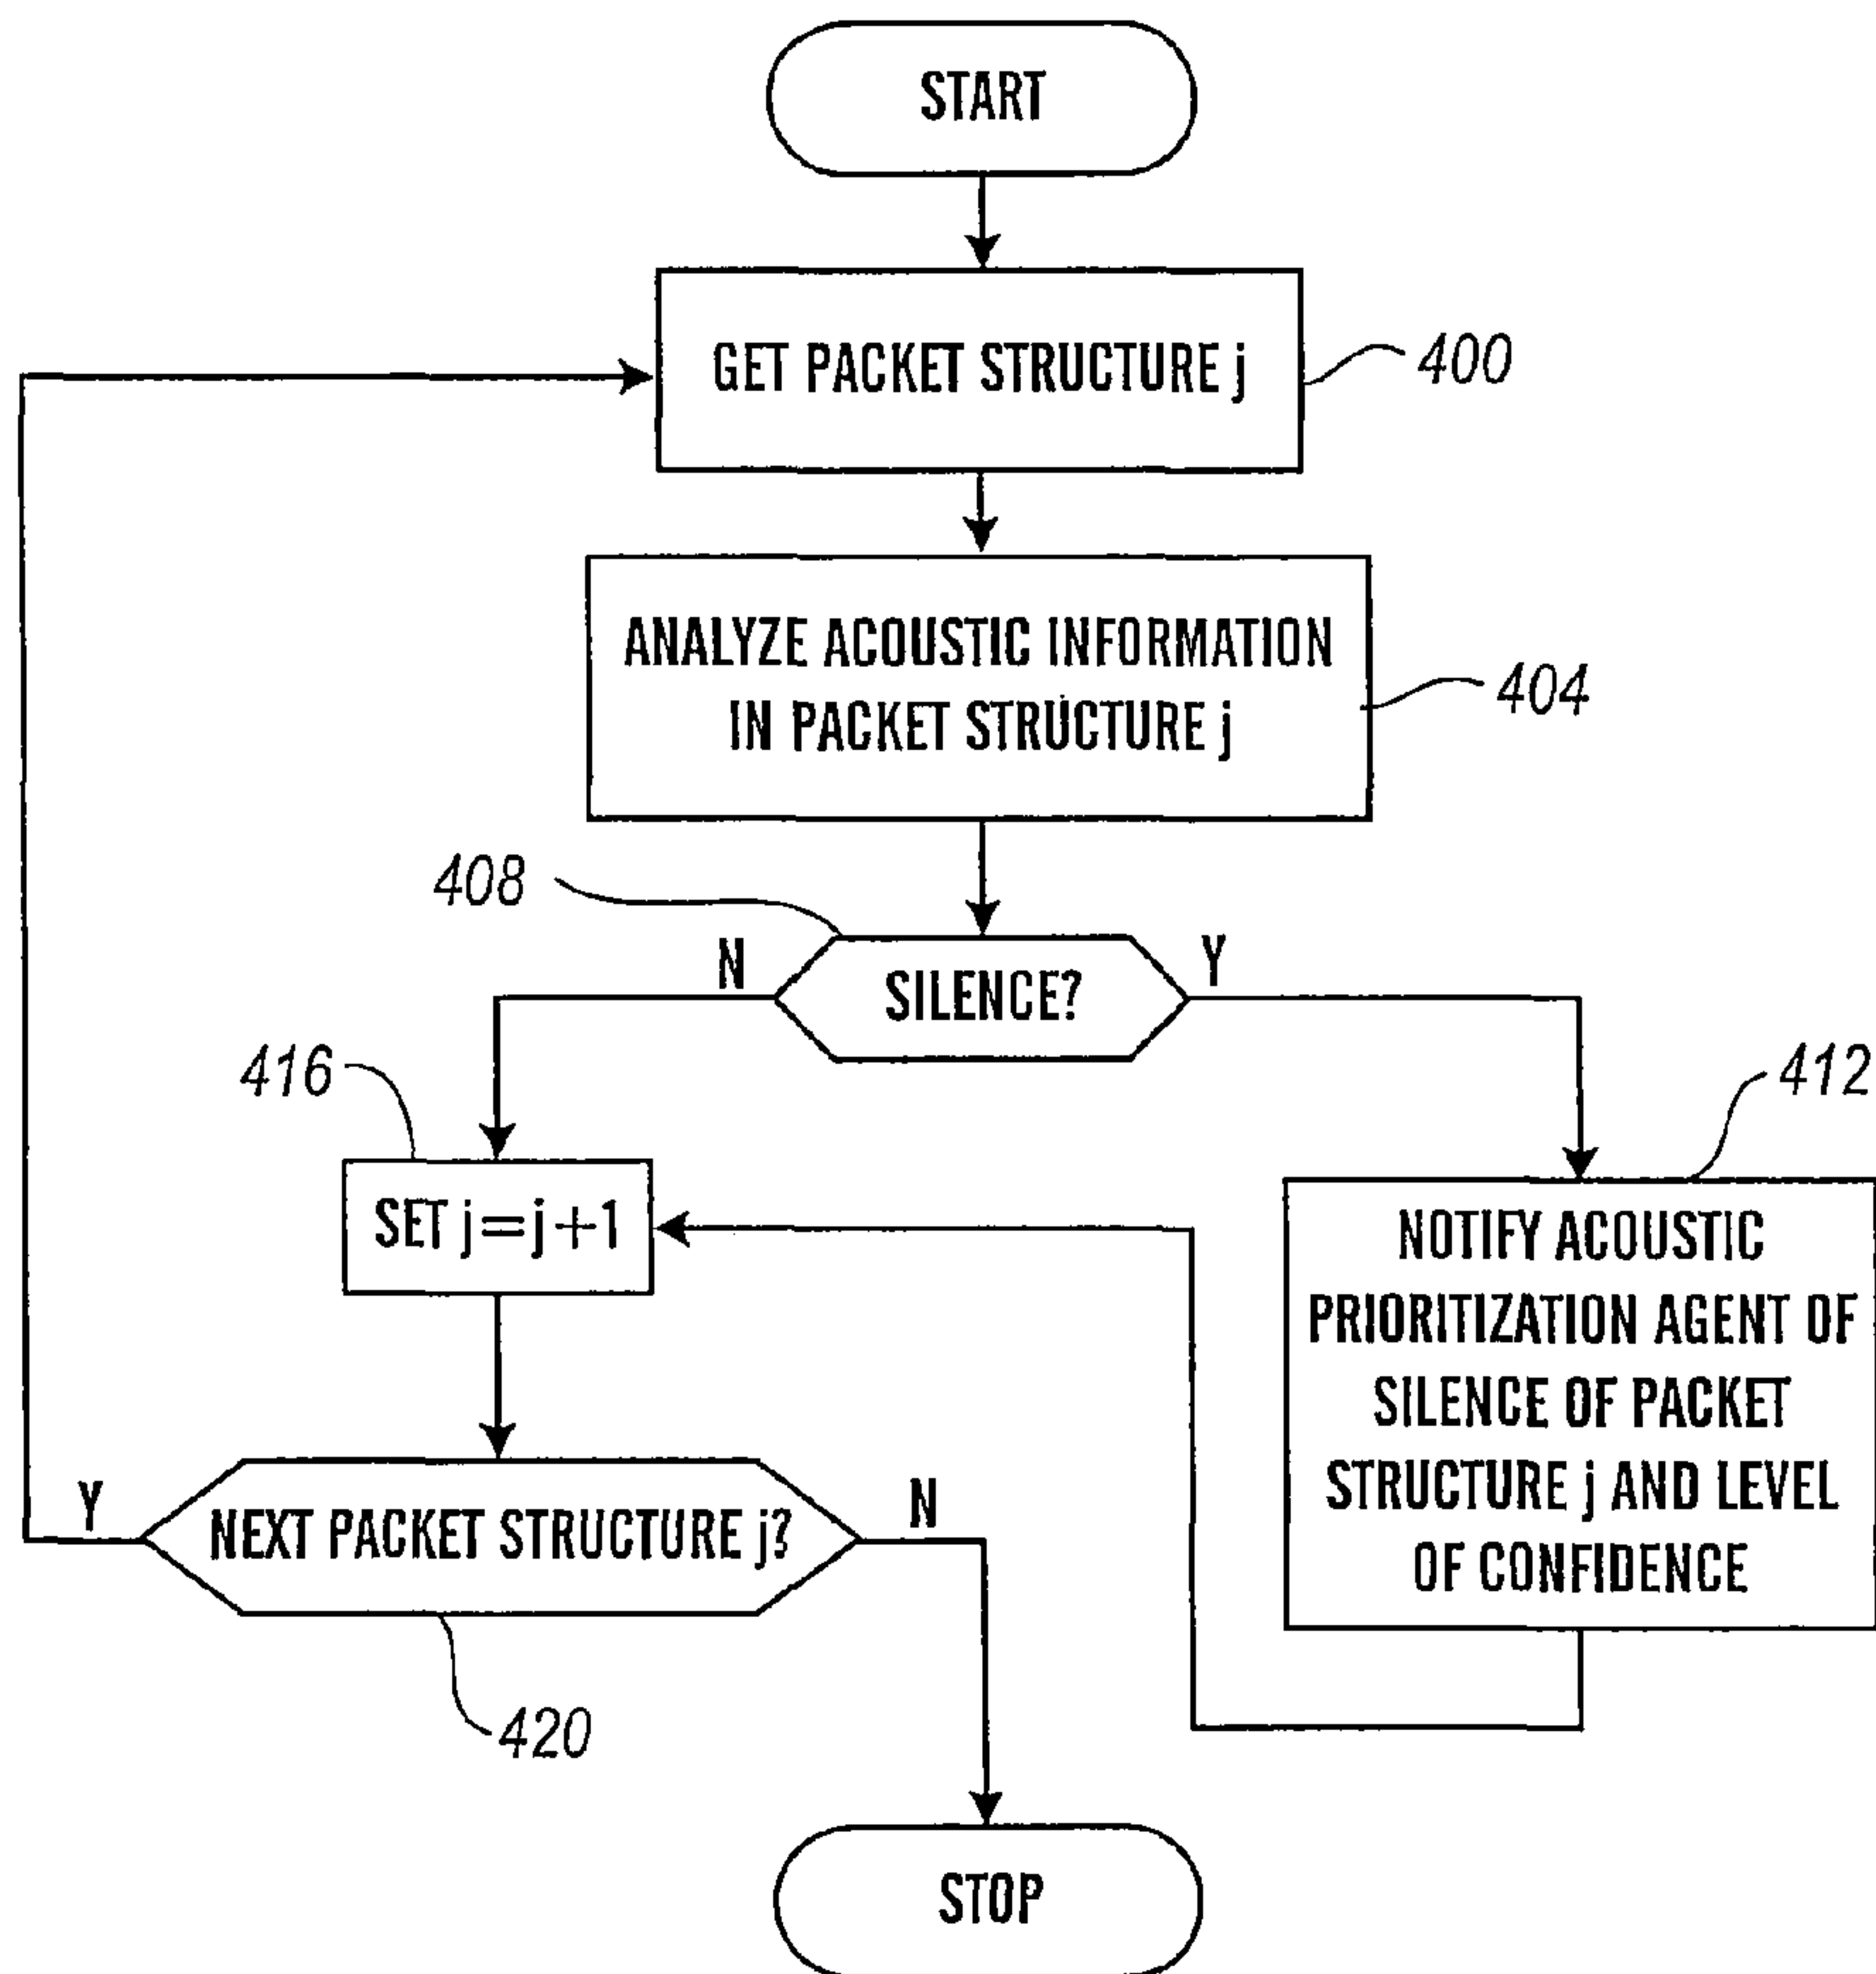 START
GET PACKET STRUCTURE j
400
ANALYZE ACOUSTIC INFORMATION
IN PACKET STRUCTURE j
404
408
N
SILENCE?
Y
416
412
SET j=j+1
NOTIFY ACOUSTIC
PRIORITIZATION AGENT OF
SILENCE OF PACKET
STRUCTURE j AND LEVEL
OF CONFIDENCE
Y
NEXT PACKET STRUCTURE j?
N
420
STOP